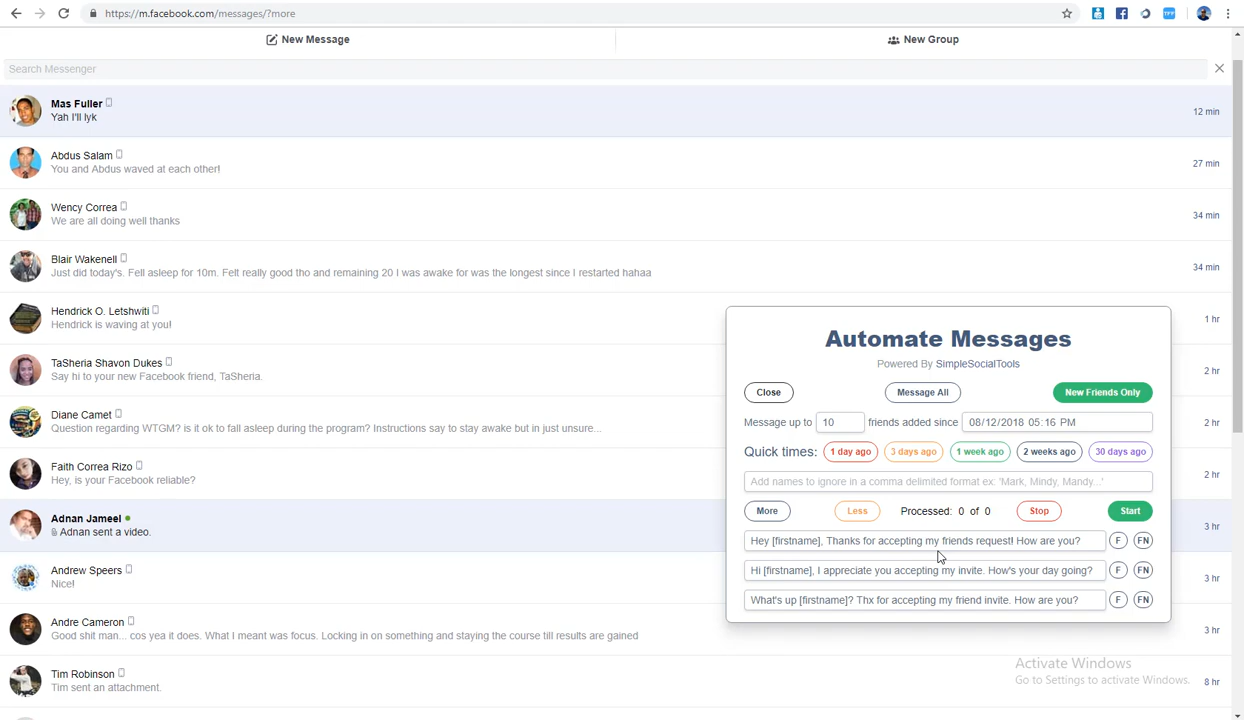 https://m.facebook.com/messages/?more
New Message
New Group
Search Messenger
Mas Fuller
Yah I'll lyk
12 min
Abdus Salam
You and Abdus waved at each other!
27 min
Wency Correa
We are all doing well thanks
34 min
Blair Wakenell
Just did today's. Fell asleep for 10m. Felt really good tho and remaining 20 I was awake for was the longest since I restarted hahaa
34 min
Hendrick O. Letshwiti
Hendrick is waving at you!
1 hr
TaSheria Shavon Dukes
Say hi to your new Facebook friend, TaSheria.
2 hr
Diane Camet
Question regarding WTGM? is it ok to fall asleep during the program? Instructions say to stay awake but in just unsure...
2 hr
Faith Correa Rizo
Hey, is your Facebook reliable?
2 hr
Adnan Jameel
Adnan sent a video.
3 hr
Andrew Speers
Nice!
3 hr
Andre Cameron
Good shit man... cos yea it does. What I meant was focus. Locking in on something and staying the course till results are gained
3 hr
Tim Robinson
Tim sent an attachment.
8 hr
Automate Messages
Powered By SimpleSocialTools
Close Message All New Friends Only
Message up to 10 friends added since 08/12/2018 05:16 PM
Quick times: 1 day ago 3 days ago 1 week ago 2 weeks ago 30 days ago
Add names to ignore in a comma delimited format ex: 'Mark, Mindy, Mandy...'
More Less Processed: 0 of 0 Stop Start
Hey [firstname], Thanks for accepting my friends request! How are you? F FN
Hi [firstname], I appreciate you accepting my invite. How's your day going? F FN
What's up [firstname]? Thx for accepting my friend invite. How are you? F FN
Activate Windows
Go to Settings to activate Windows.